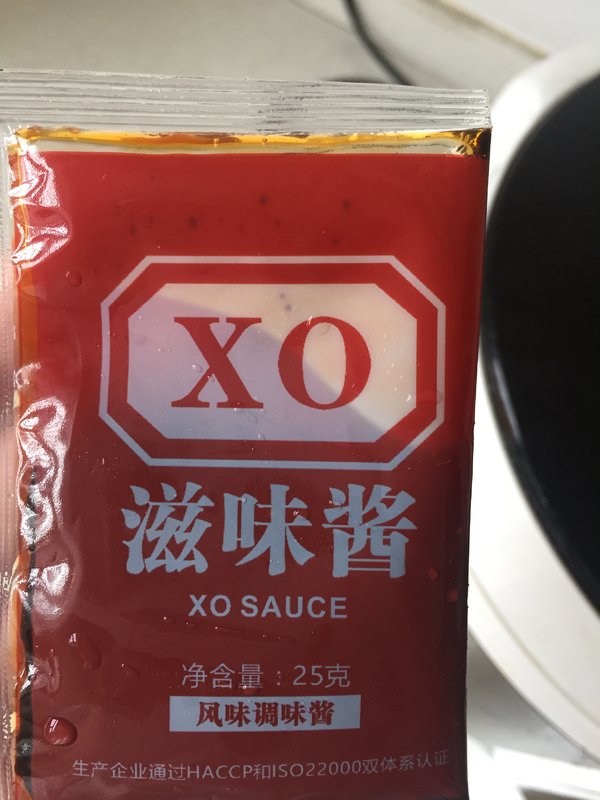 XO
滋味酱
XO SAUCE
净含量：25克
风味调味酱
生产企业通过HACCP和ISO22000双体系认证